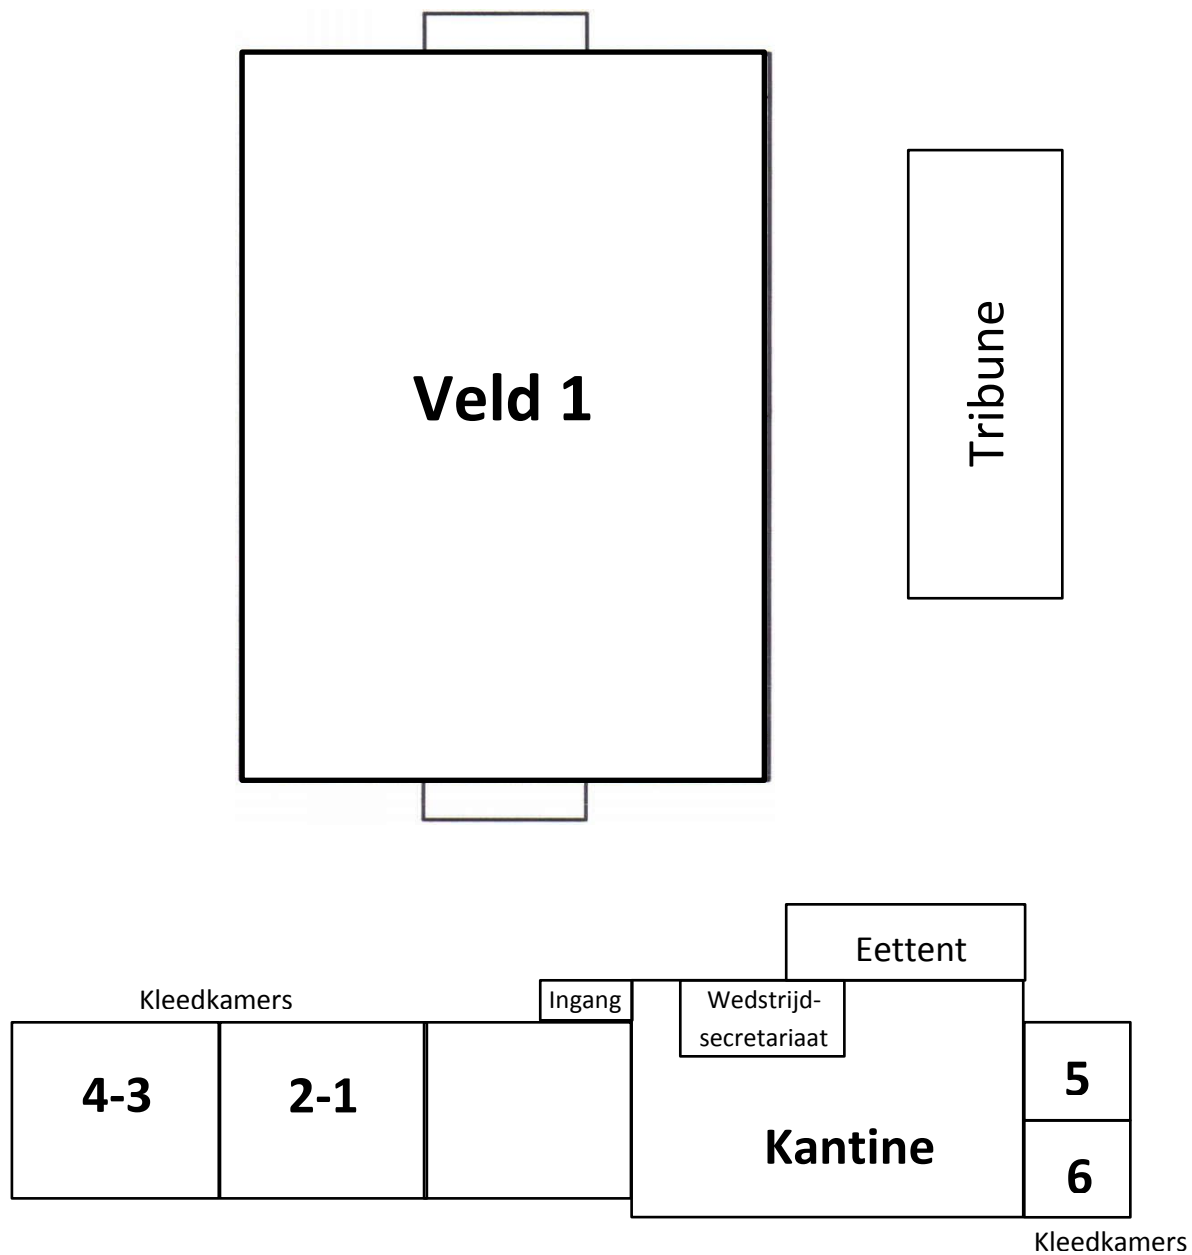 Veld 1
Tribune
Eettent
Kleedkamers
Ingang
Wedstrijd-
secretariaat
4-3
2-1
5
Kantine
6
Kleedkamers